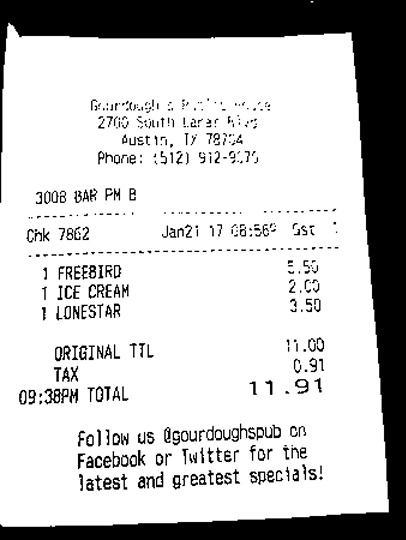 Gourdough's Public House
2700 South Lamar Blvd
Austin, TX 78704
Phone: (512) 912-9070
3008 BAR PM B
Chk 7862 Jan21'17 08:56P Gst 1
1 FREEBIRD 5.50
1 ICE CREAM 2.00
1 LONESTAR 3.50
ORIGINAL TTL 11.00
TAX 0.91
09:38PM TOTAL 11.91
Follow us @gourdoughspub on
Facebook or Twitter for the
latest and greatest specials!